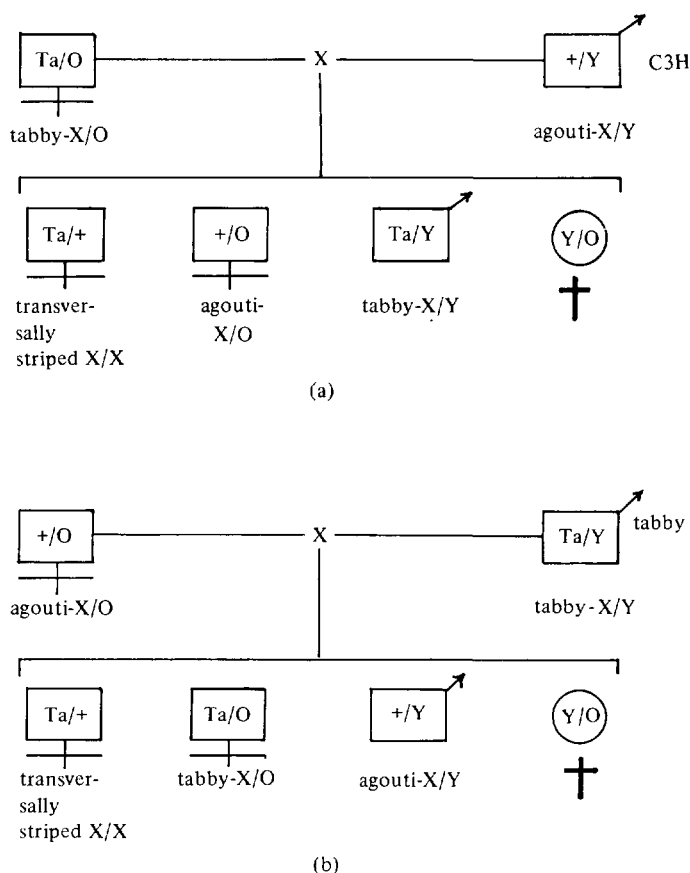 Ta/O X +/Y C3H
tabby-X/O agouti-X/Y
Ta/+ +/O Ta/Y Y/O
transver-
sally
striped X/X
agouti-
X/O
tabby-X/Y
(a)
+/O X Ta/Y tabby
agouti-X/O tabby-X/Y
Ta/+ Ta/O +/Y Y/O
transver-
sally
striped X/X
tabby-X/O
agouti-X/Y
(b)